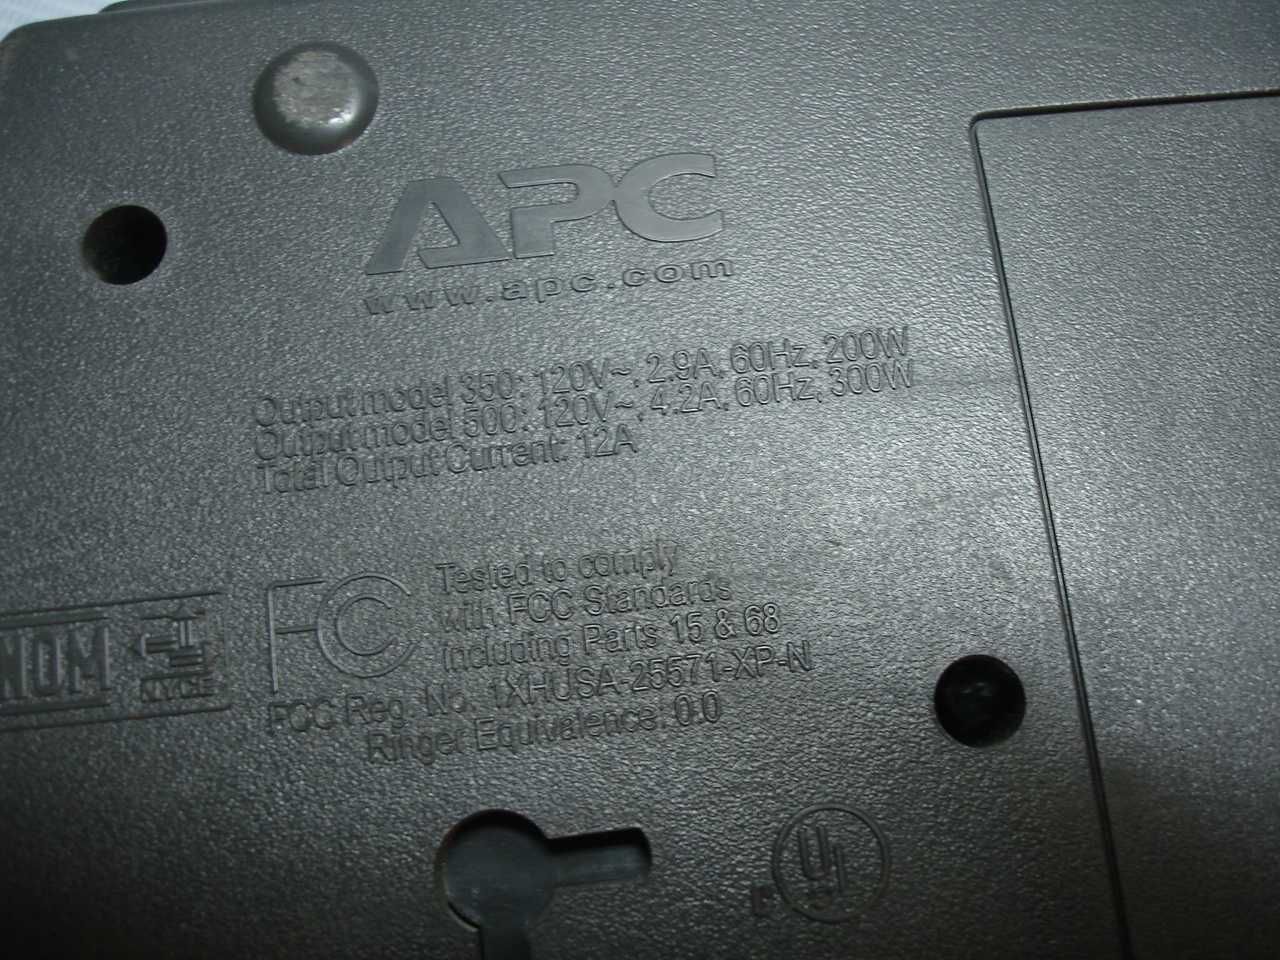 APC
www.apc.com
Output model 350: 120V~, 2.9A, 60Hz, 200W
Output model 500: 120V~, 4.2A, 60Hz, 300W
Total Output Current: 12A
FC
Tested to comply
with FCC Standards
including Parts 15 & 68
FCC Reg. No. 1XHUSA-25571-XP-N
Ringer Equivalence: 0.0
NOM
NYCE
UL